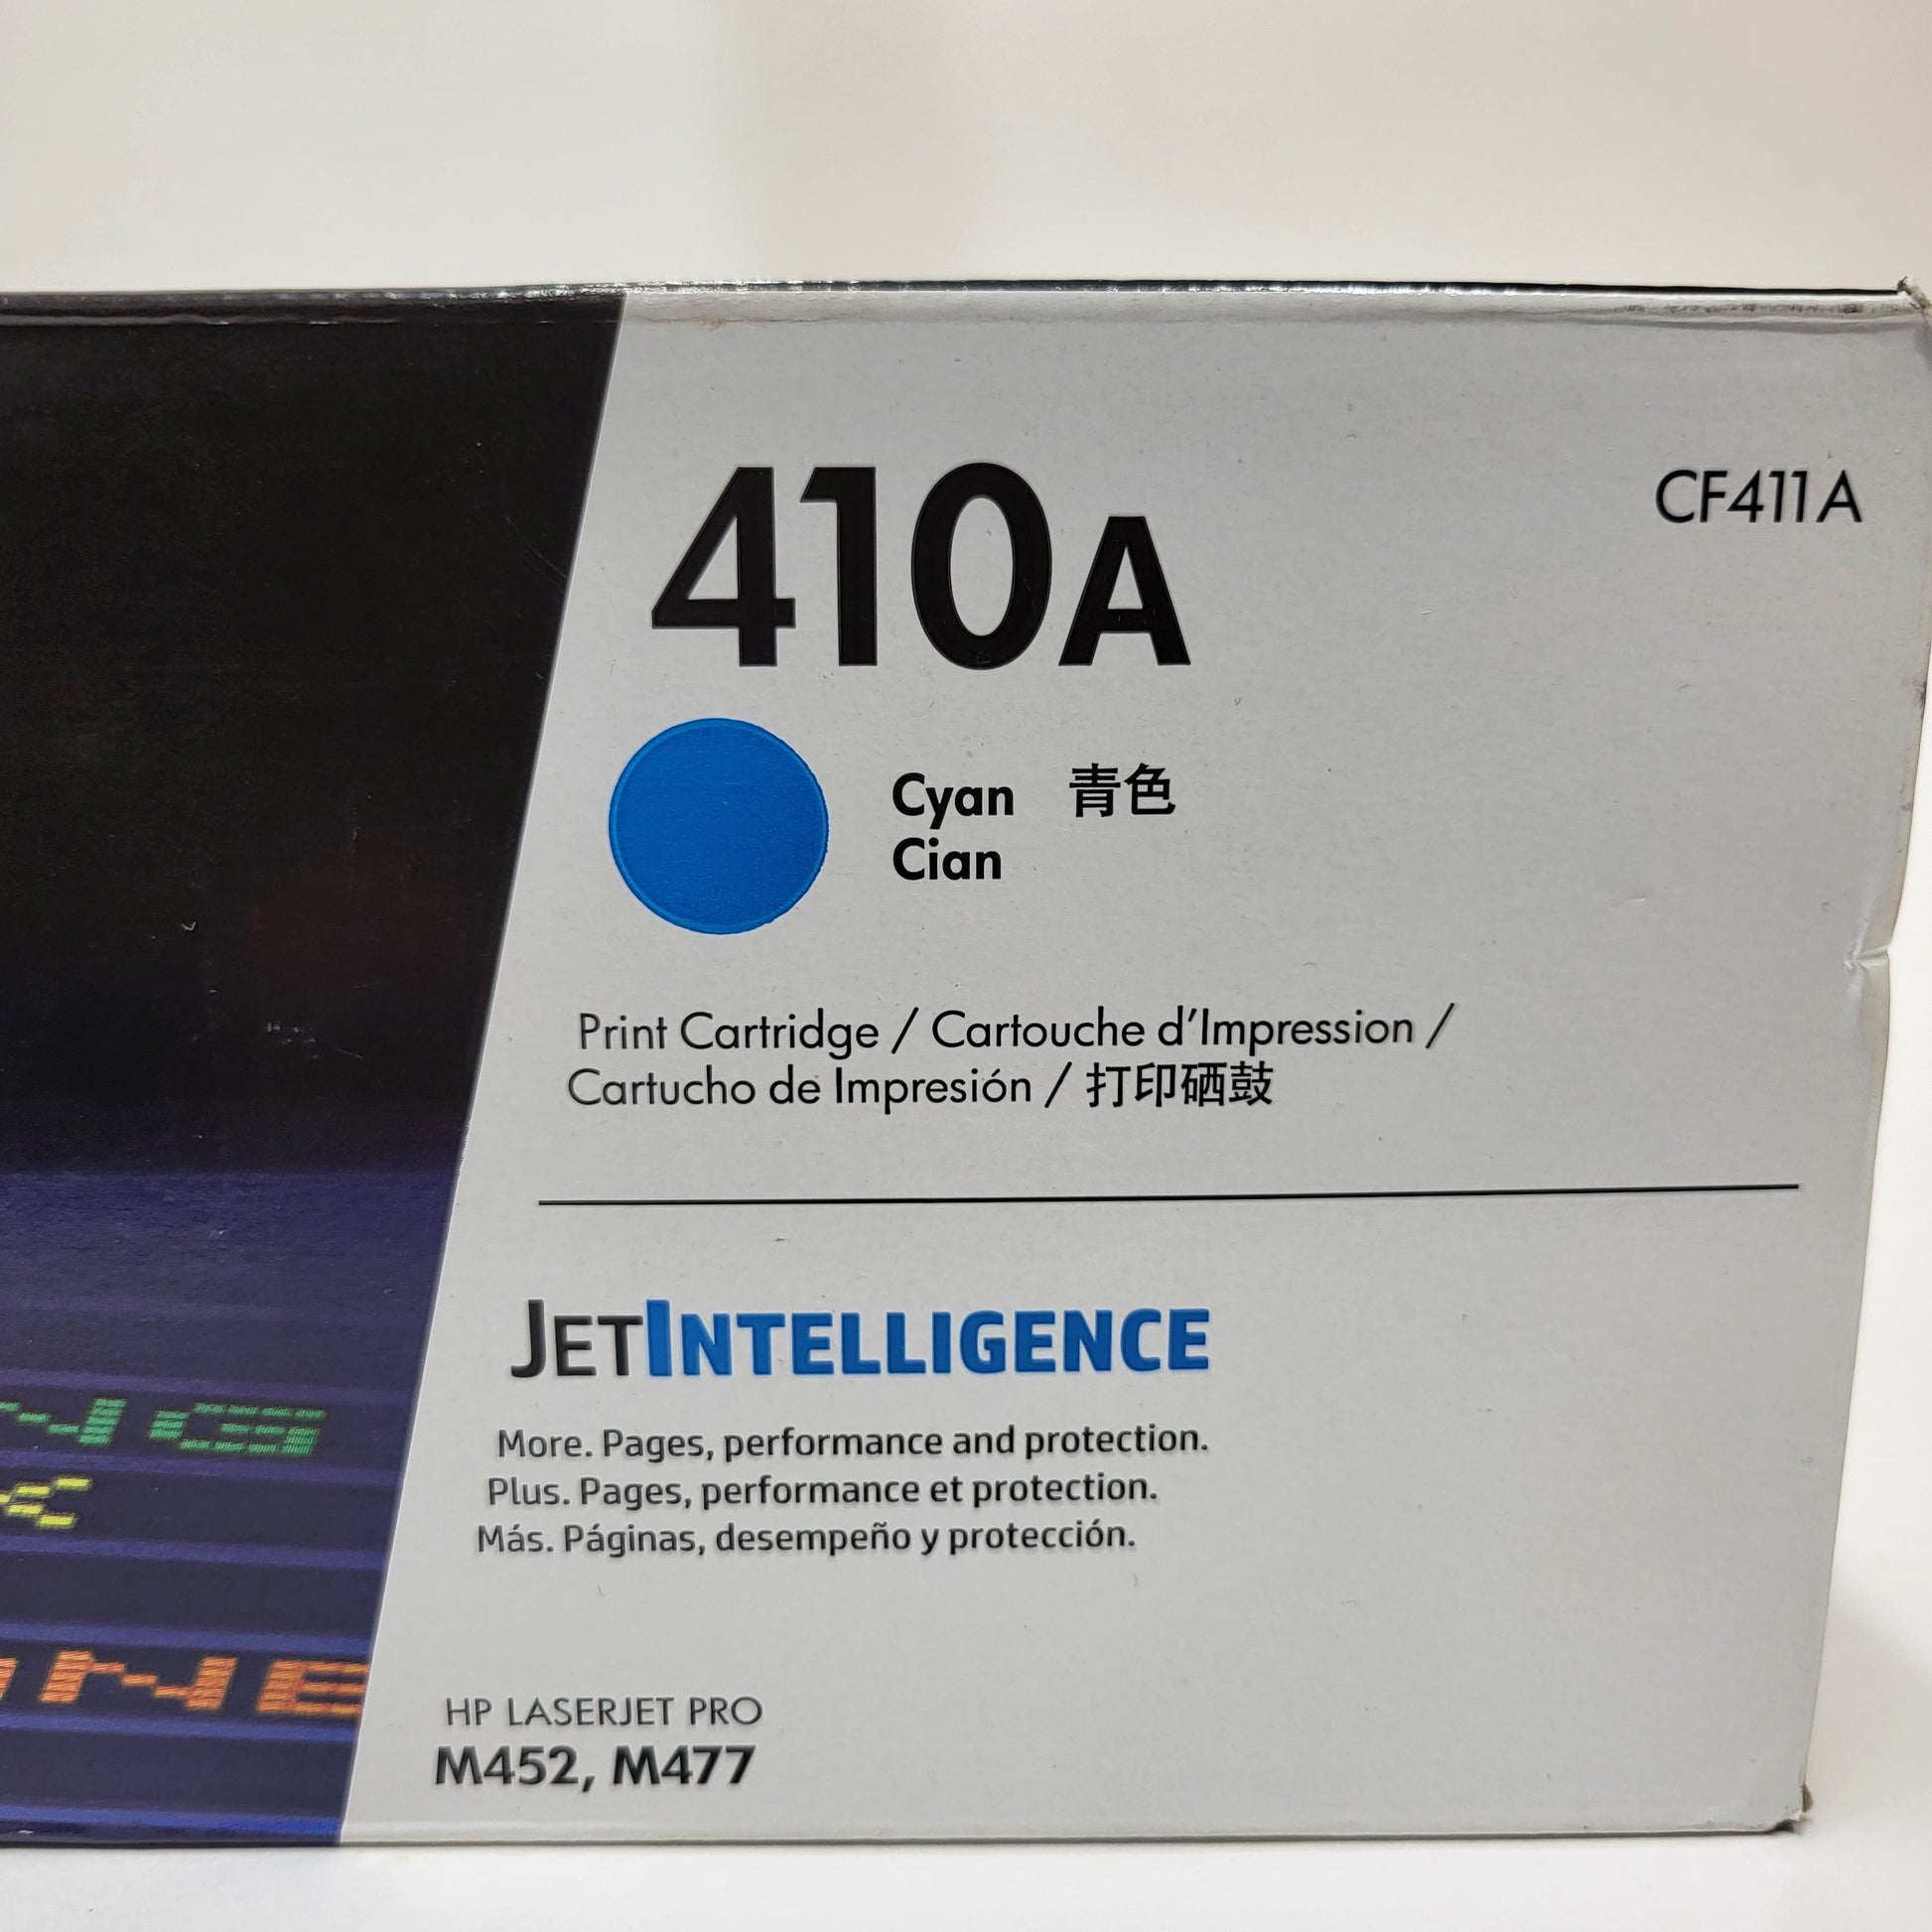 410A
CF411A
Cyan 青色
Cian
Print Cartridge / Cartouche d'Impression /
Cartucho de Impresión / 打印硒鼓
JETINTELLIGENCE
More. Pages, performance and protection.
Plus. Pages, performance et protection.
Más. Páginas, desempeño y protección.
HP LASERJET PRO
M452, M477